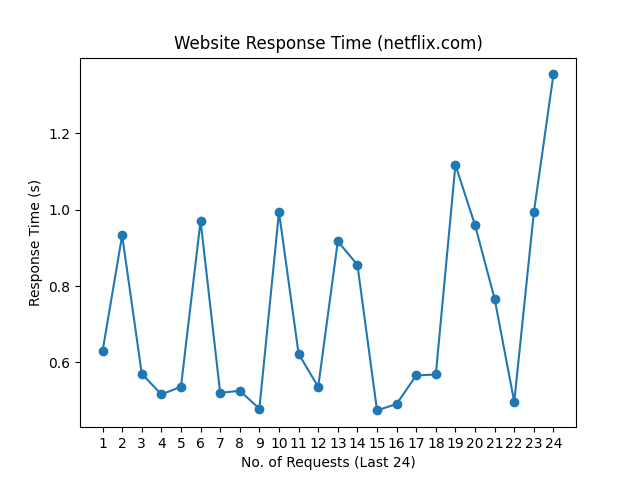 Website Response Time (netflix.com)
1.2
1.0
0.8
0.6
Response Time (s)
1 2 3 4 5 6 7 8 9 10 11 12 13 14 15 16 17 18 19 20 21 22 23 24
No. of Requests (Last 24)